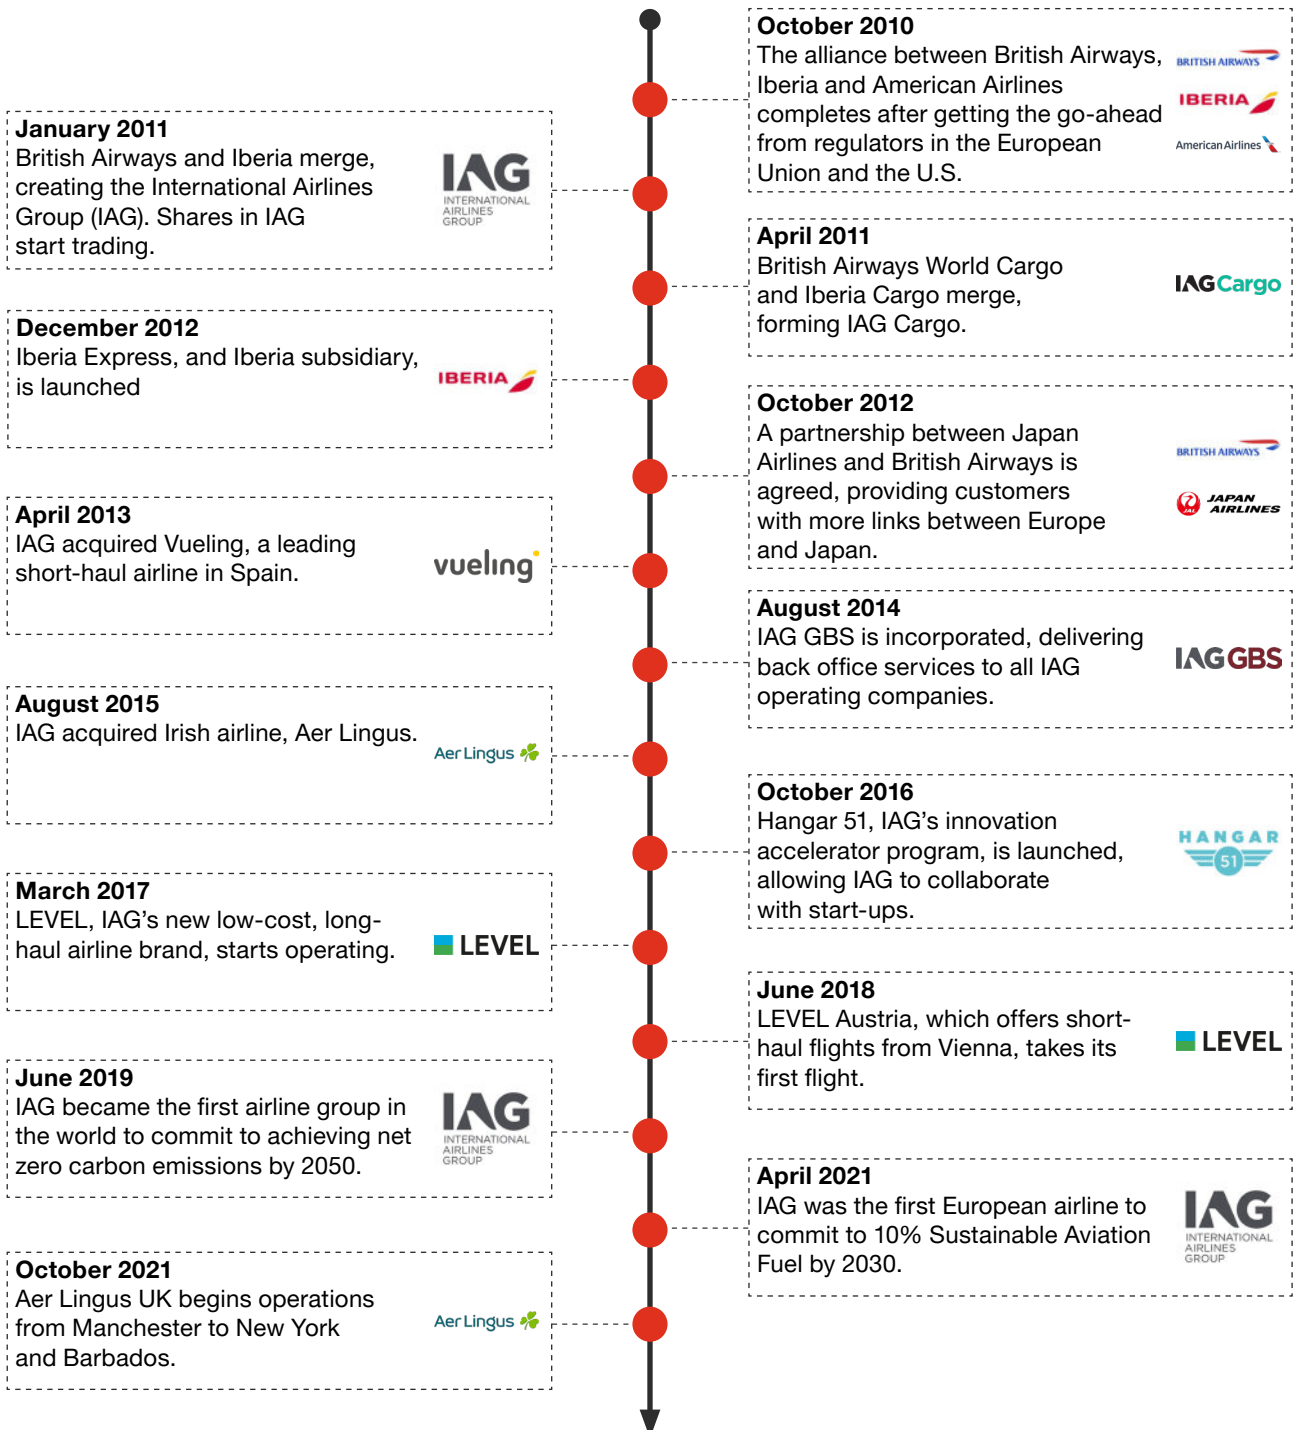 October 2010
The alliance between British Airways,
Iberia and American Airlines
completes after getting the go-ahead
from regulators in the European
Union and the U.S.
BRITISH AIRWAYS
IBERIA
American Airlines
January 2011
British Airways and Iberia merge,
creating the International Airlines
Group (IAG). Shares in IAG
start trading.
IAG
INTERNATIONAL
AIRLINES
GROUP
April 2011
British Airways World Cargo
and Iberia Cargo merge,
forming IAG Cargo.
IAG Cargo
December 2012
Iberia Express, and Iberia subsidiary,
is launched
IBERIA
October 2012
A partnership between Japan
Airlines and British Airways is
agreed, providing customers
with more links between Europe
and Japan.
BRITISH AIRWAYS
JAL
JAPAN
AIRLINES
April 2013
IAG acquired Vueling, a leading
short-haul airline in Spain.
vueling
August 2014
IAG GBS is incorporated, delivering
back office services to all IAG
operating companies.
IAG GBS
August 2015
IAG acquired Irish airline, Aer Lingus.
Aer Lingus
October 2016
Hangar 51, IAG’s innovation
accelerator program, is launched,
allowing IAG to collaborate
with start-ups.
HANGAR
51
March 2017
LEVEL, IAG’s new low-cost, long-
haul airline brand, starts operating.
LEVEL
June 2018
LEVEL Austria, which offers short-
haul flights from Vienna, takes its
first flight.
LEVEL
June 2019
IAG became the first airline group in
the world to commit to achieving net
zero carbon emissions by 2050.
IAG
INTERNATIONAL
AIRLINES
GROUP
April 2021
IAG was the first European airline to
commit to 10% Sustainable Aviation
Fuel by 2030.
IAG
INTERNATIONAL
AIRLINES
GROUP
October 2021
Aer Lingus UK begins operations
from Manchester to New York
and Barbados.
Aer Lingus